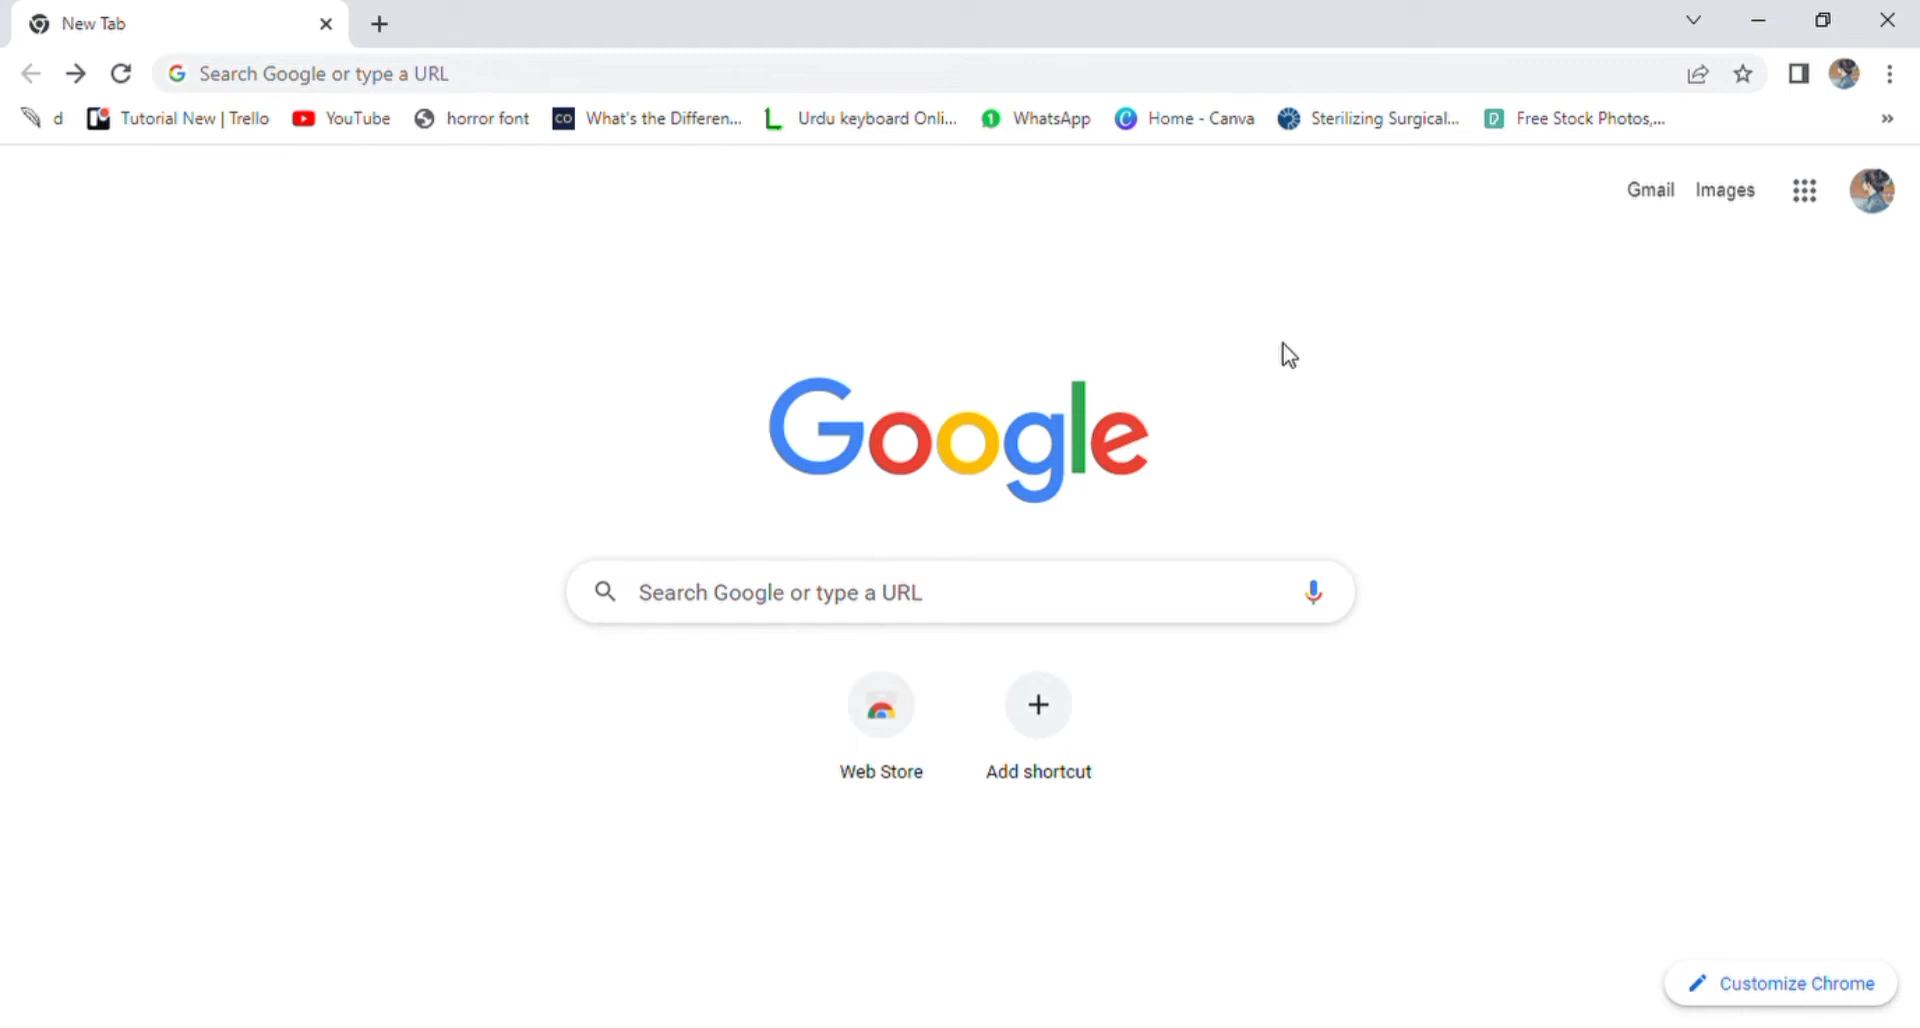 New Tab
Search Google or type a URL
d Tutorial New | Trello YouTube horror font CO What's the Differen... Urdu keyboard Onli... 1 WhatsApp Home - Canva Sterilizing Surgical... D Free Stock Photos,... »
Gmail Images
Google
Search Google or type a URL
Web Store Add shortcut
Customize Chrome